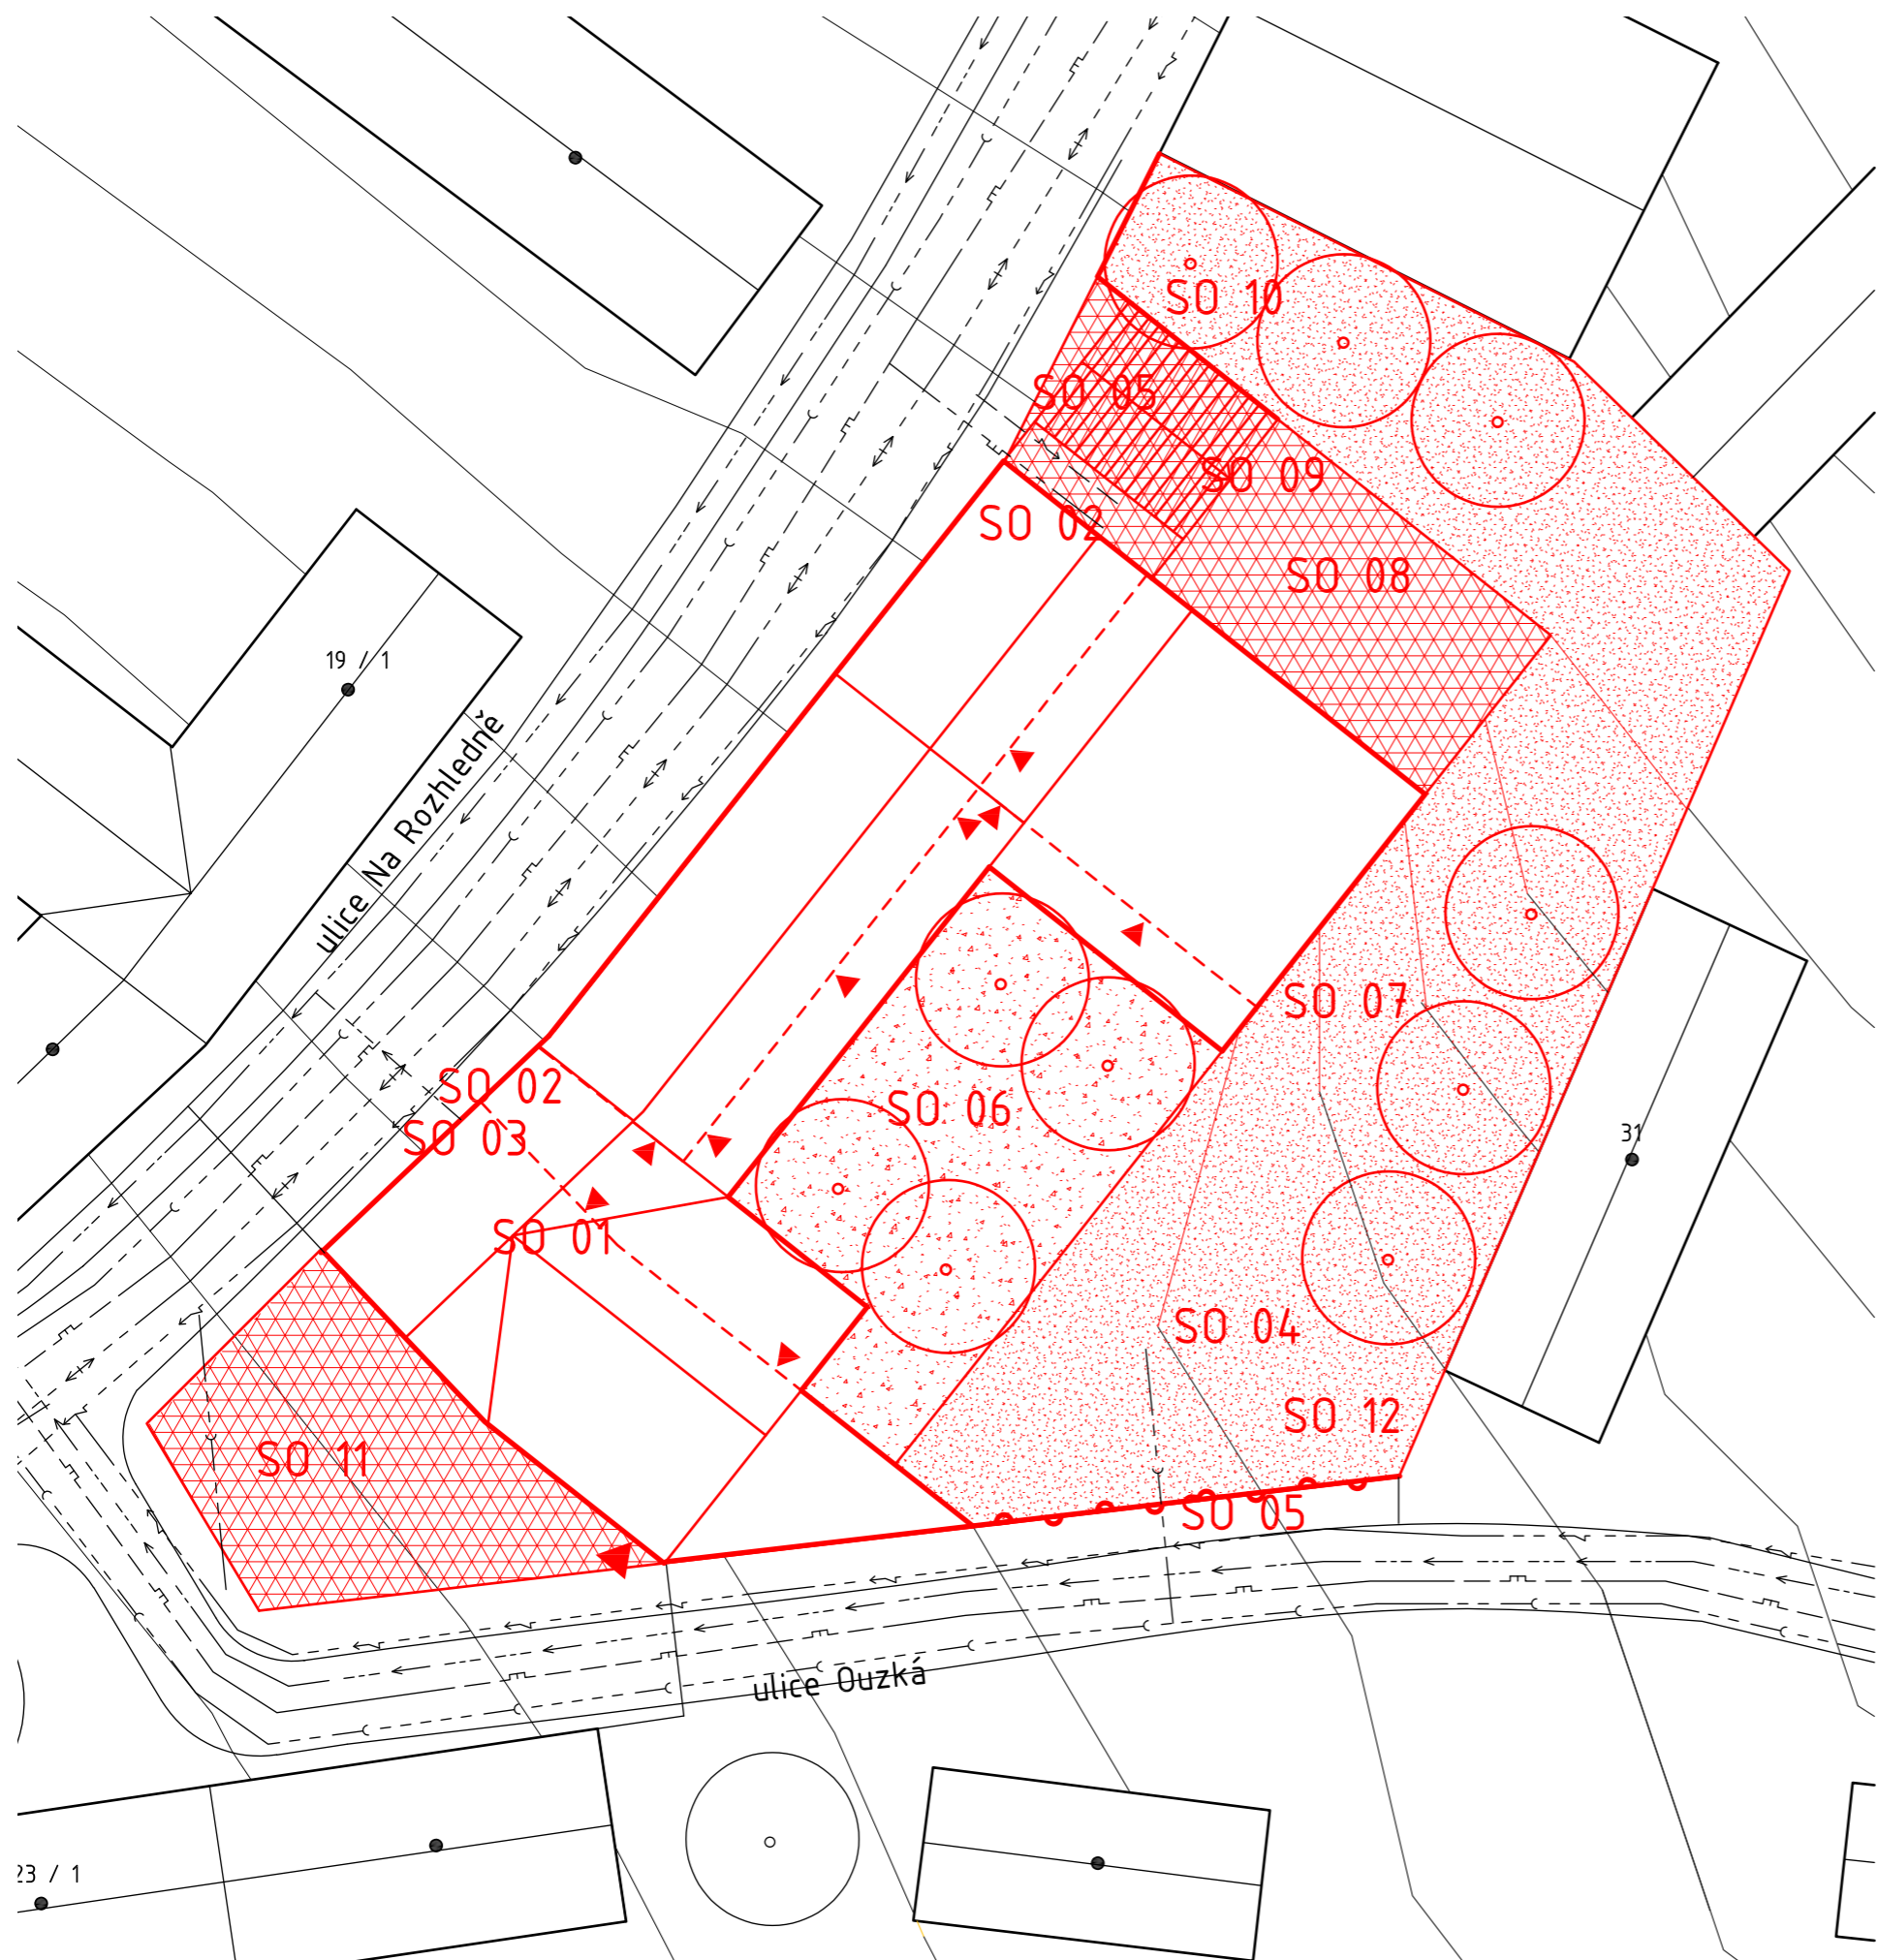 SO 10
SO 05
SO 09
SO 02
SO 08
19 / 1
ulice Na Rozhledně
SO 07
SO 02
SO 06
SO 03
31
SO 01
SO 04
SO 12
SO 11
SO 05
ulice Ouzká
23 / 1